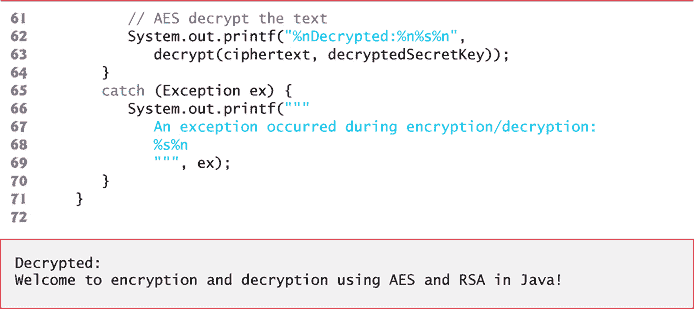 61 // AES decrypt the text
62 System.out.printf("%nDecrypted:%n%s%n",
63 decrypt(ciphertext, decryptedSecretKey));
64 }
65 catch (Exception ex) {
66 System.out.printf("""
67 An exception occurred during encryption/decryption:
68 %s%n
69 """, ex);
70 }
71 }
72
Decrypted:
Welcome to encryption and decryption using AES and RSA in Java!